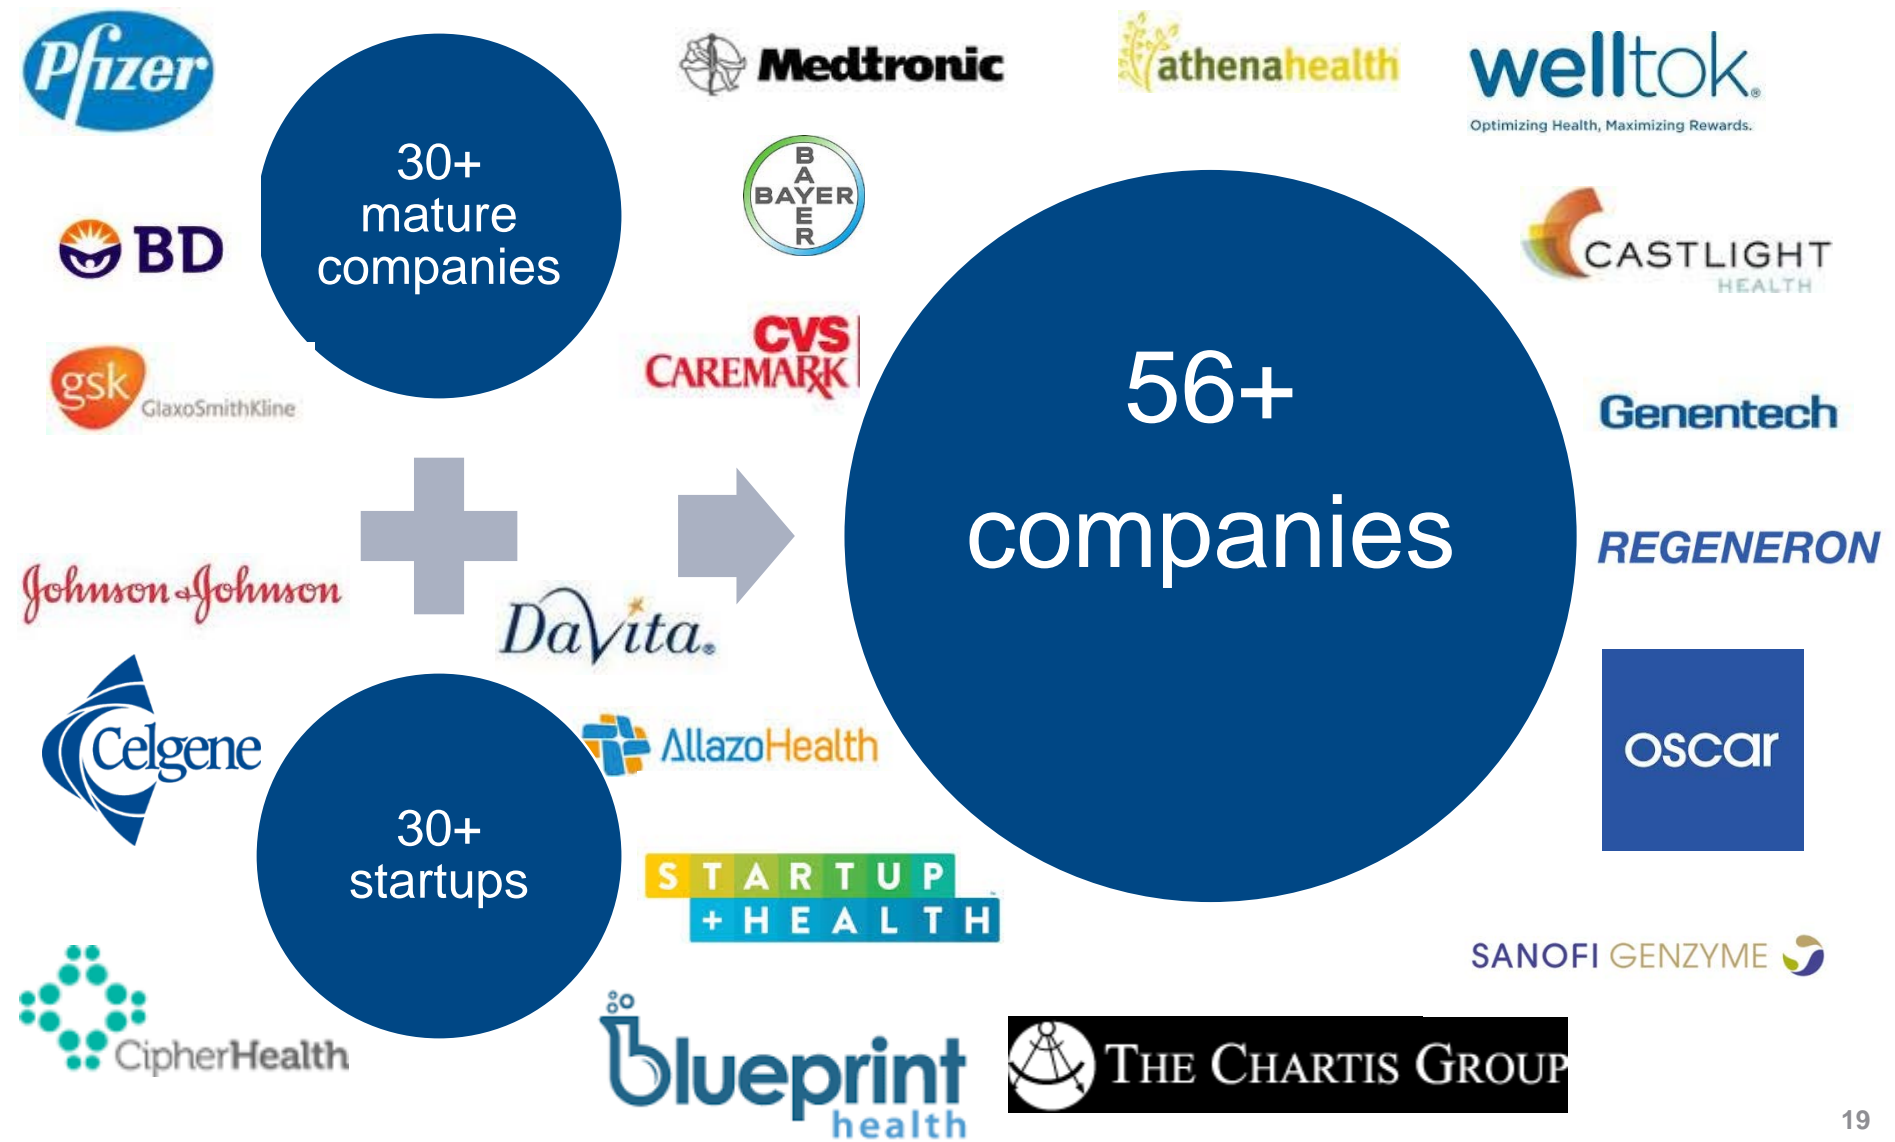 Pfizer
30+
mature
companies
Medtronic
athenahealth
welltok.®
Optimizing Health, Maximizing Rewards.
BD
BAYER
BAYER
CASTLIGHT
HEALTH
gsk
GlaxoSmithKline
CVS
CAREMARK
56+
companies
Genentech
REGENERON
Johnson & Johnson
DaVita®
Celgene
AllazoHealth
oscar
30+
startups
STARTUP
+HEALTH™
SANOFI GENZYME
CipherHealth
blueprint
health
THE CHARTIS GROUP
19